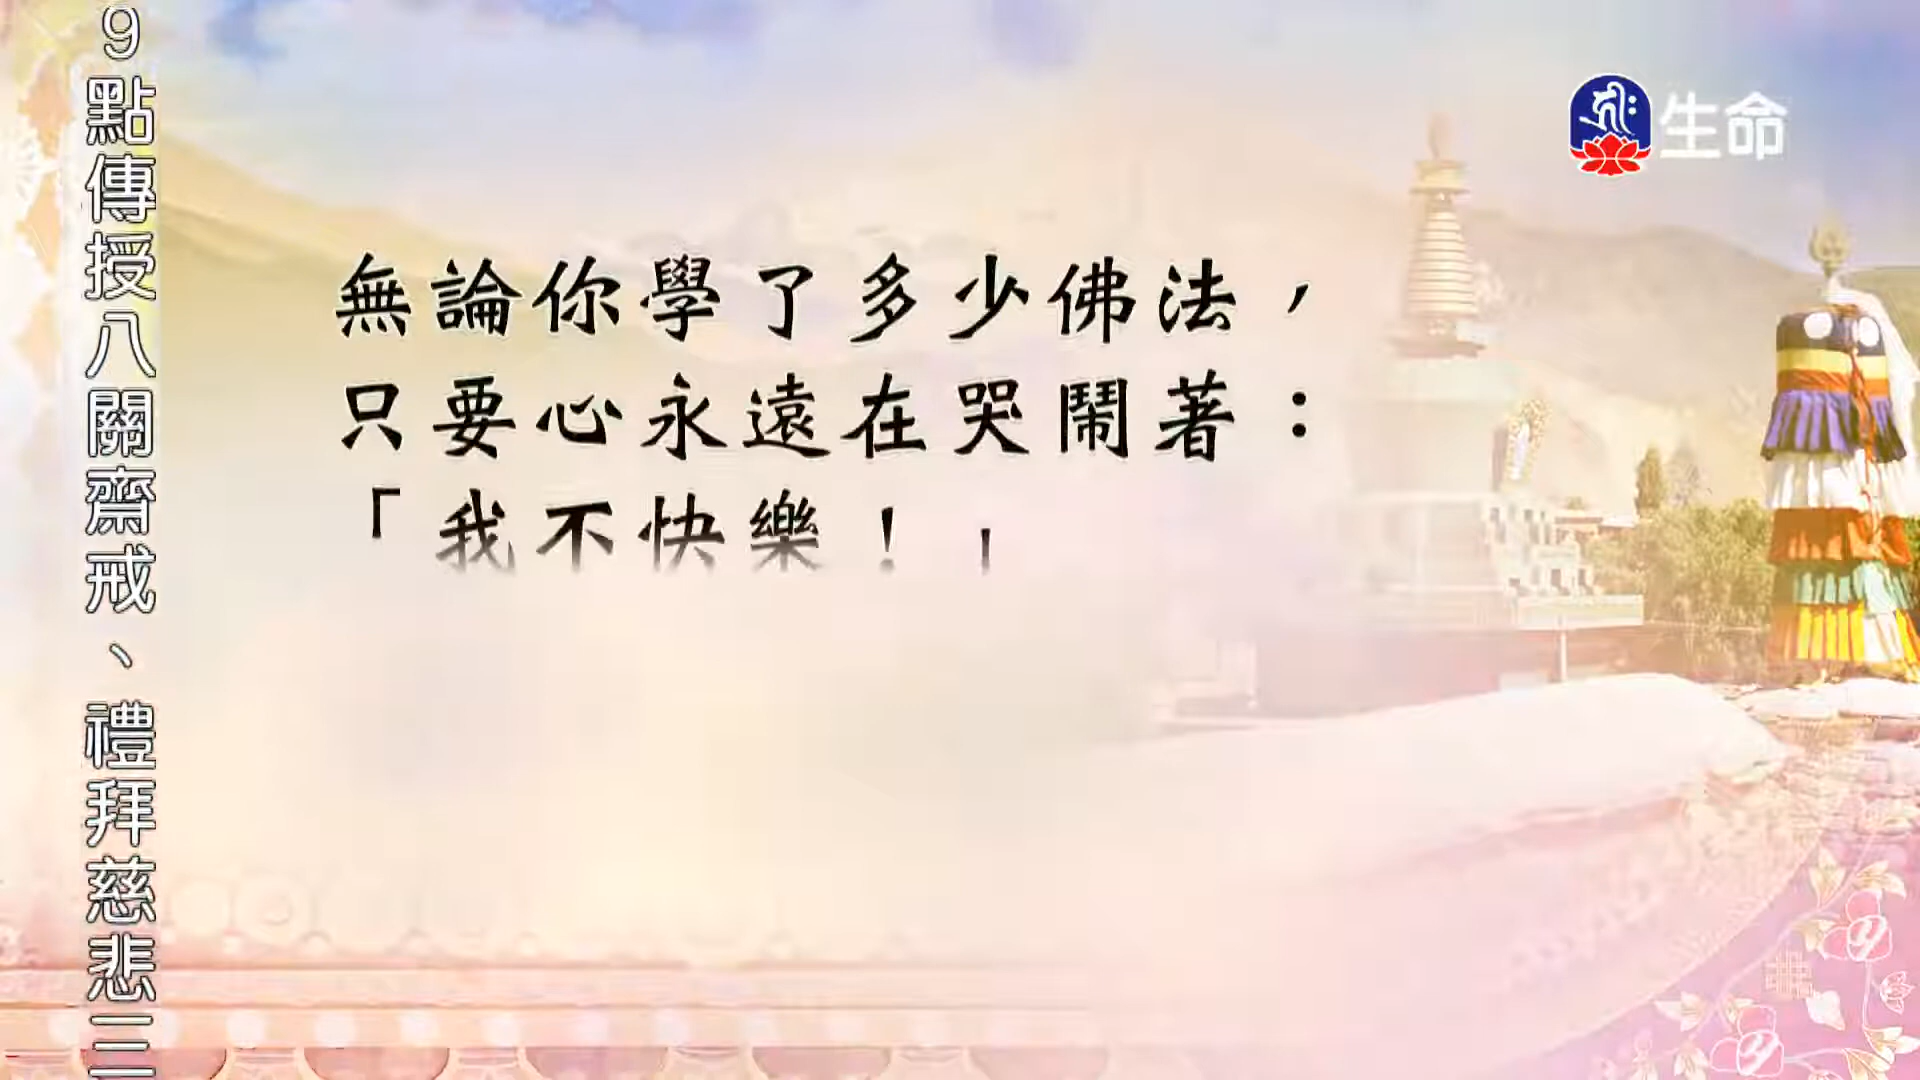 9點傳授八關齋戒、禮拜慈悲三
生命
無論你學了多少佛法，
只要心永遠在哭鬧著：
「我不快樂！」